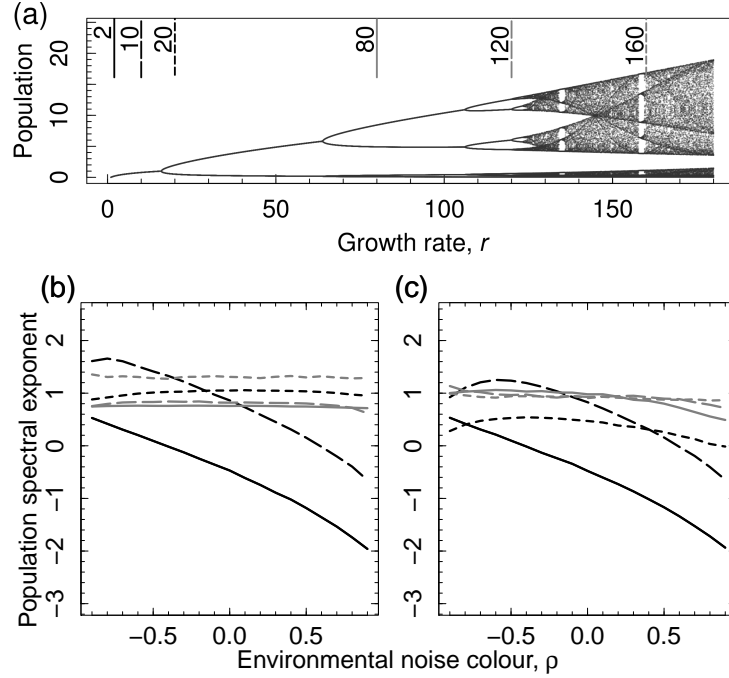 (a)
2
10
20
80
120
160
Population
0 10 20
0 50 100 150
Growth rate, r
(b)
(c)
Population spectral exponent
−3 −2 −1 0 1 2
−0.5 0.0 0.5
−3 −2 −1 0 1 2
−0.5 0.0 0.5
Environmental noise colour, ρ